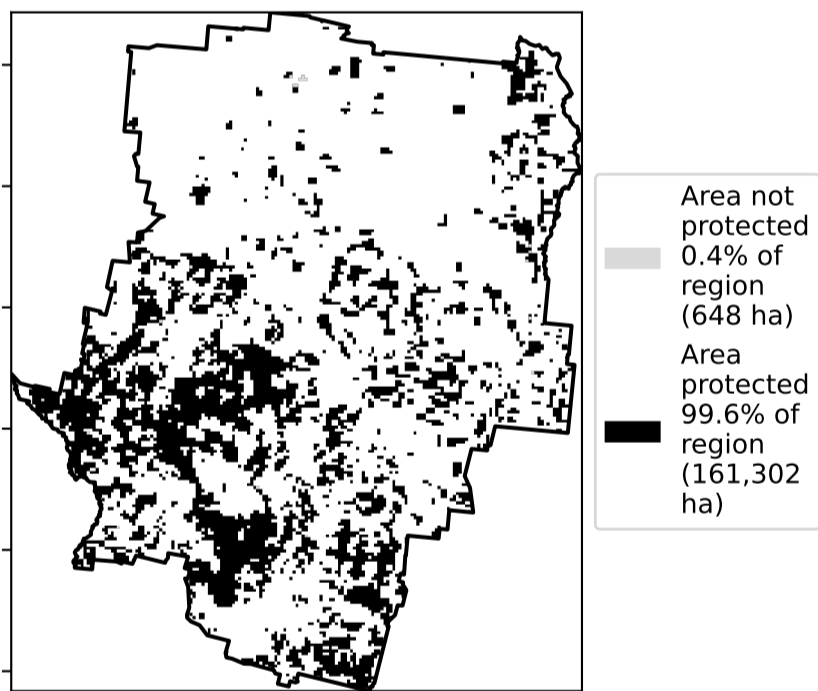 Area not
protected
0.4% of
region
(648 ha)
Area
protected
99.6% of
region
(161,302
ha)